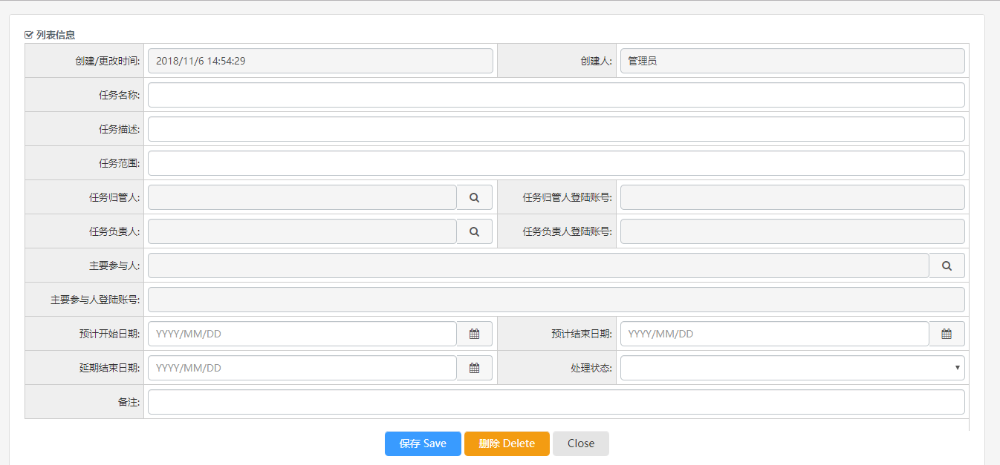 列表信息
创建/更改时间: 2018/11/6 14:54:29 创建人: 管理员
任务名称:
任务描述:
任务范围:
任务归管人: 任务归管人登陆账号:
任务负责人: 任务负责人登陆账号:
主要参与人:
主要参与人登陆账号:
预计开始日期: YYYY/MM/DD 预计结束日期: YYYY/MM/DD
延期结束日期: YYYY/MM/DD 处理状态:
备注:
保存 Save 删除 Delete Close